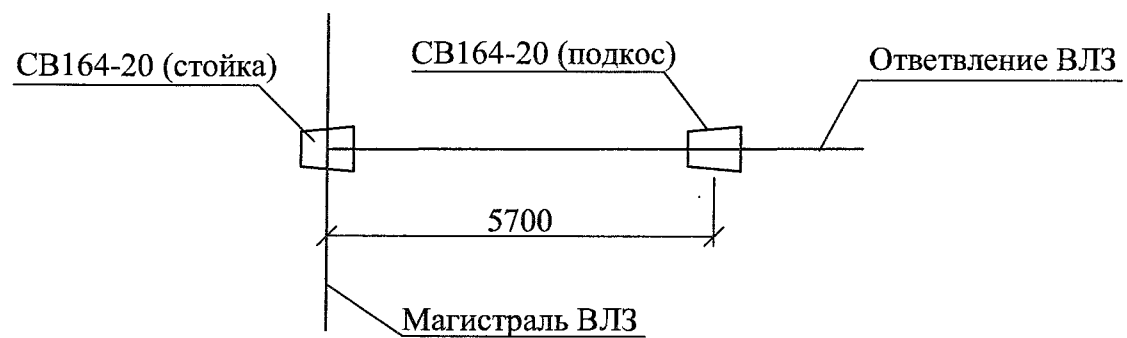 СВ164-20 (стойка)
СВ164-20 (подкос)
Ответвление ВЛЗ
5700
Магистраль ВЛЗ